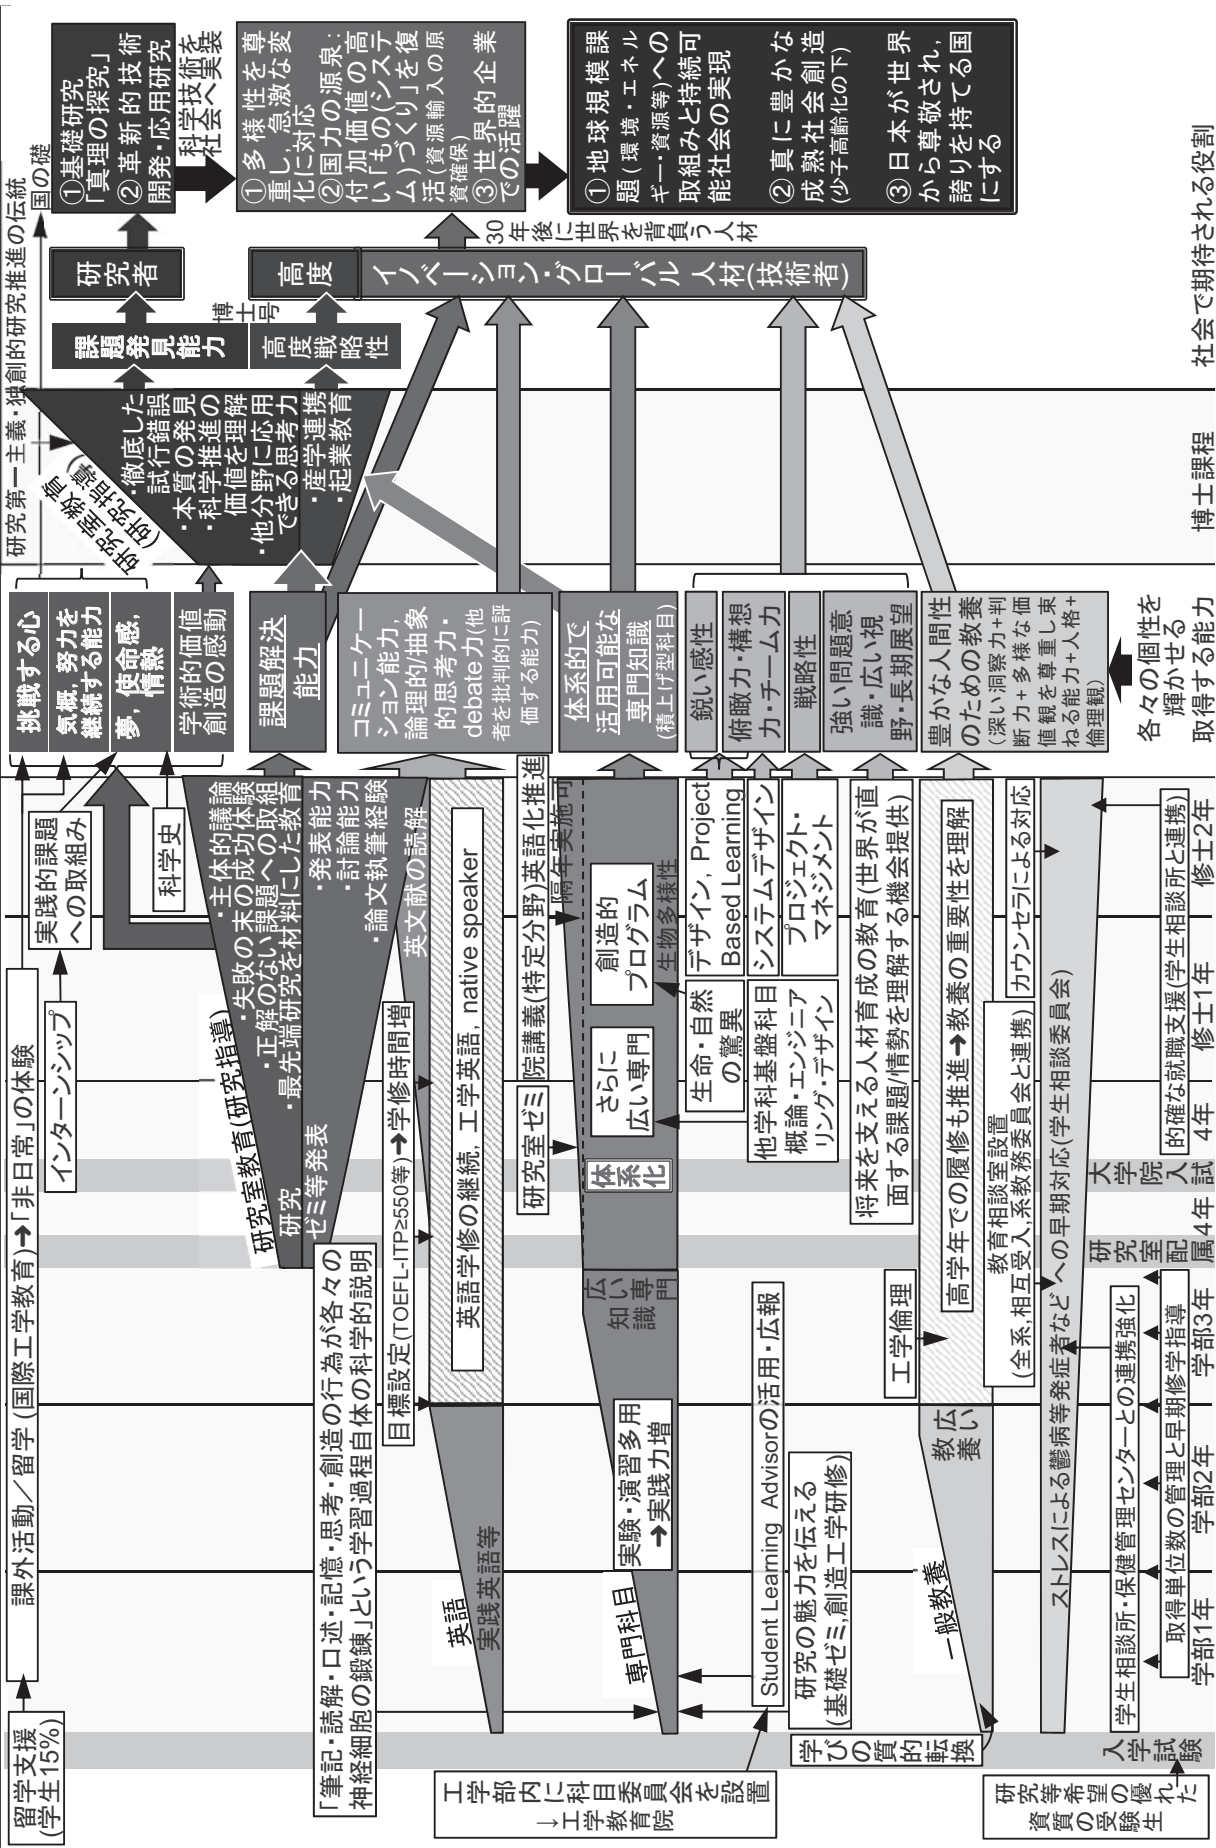 留学支援
(学生15%)
課外活動／留学 (国際工学教育)→「非日常」の体験
インターンシップ
実践的課題
への取組み
科学史
「筆記・読解・口述・記憶・思考・創造の行為が各々の
神経細胞の鍛錬」という学習過程自体の科学的説明
研究室教育(研究指導)
研究
ゼミ等発表
・主体的議論
・失敗の末の成功体験
・正解のない課題への取組
・最先端研究を材料にした教育
・発表能力
・討論能力
・論文執筆経験
英文献の読解
目標設定(TOEFL-ITP≥550等)→学修時間増
英語
実践英語等
英語学修の継続, 工学英語, native speaker
研究室ゼミ
院講義(特定分野)英語化推進
隔年実施可
専門科目
実験・演習多用
→実践力増
広い専門
知識
体系化
さらに
広い専門
創造的
プログラム
生物多様性
生命・自然
の驚異
デザイン, Project
Based Learning
システムデザイン
プロジェクト・
マネジメント
他学科基盤科目
概論・エンジニア
リング・デザイン
将来を支える人材育成の教育(世界が直
面する課題/情勢を理解する機会提供)
工学部内に科目委員会を設置
→工学教育院
Student Learning Advisorの活用・広報
研究の魅力を伝える
(基礎ゼミ,創造工学研修)
学びの質的転換
一般教養
広い
教養
工学倫理
高学年での履修も推進→教養の重要性を理解
教育相談室設置
(全系,相互受入,系教務委員会と連携)
カウンセラによる対応
ストレスによる鬱病等発症者など への早期対応(学生相談委員会)
学生相談所・保健管理センターとの連携強化
取得単位数の管理と早期修学指導
的確な就職支援(学生相談所と連携)
研究等希望の優れた
資質の受験生
入学試験
学部1年
学部2年
学部3年
研究室配属4年
大学院入試
4年
修士1年
修士2年
挑戦する心
気概, 努力を
継続する能力
夢, 使命感,
情熱
学術的価値
創造の感動
課題解決
能力
コミュニケー
ション能力,
論理的/抽象
的思考力・
debate力(他
者を批判的に評
価する能力)
体系的で
活用可能な
専門知識
(積上げ型科目)
鋭い感性
俯瞰力・構想
力・チーム力
戦略性
強い問題意
識・広い視
野・長期展望
豊かな人間性
のための教養
(深い洞察力+判
断力+多様な価
値観を尊重し束
ねる能力+人格+
倫理観)
各々の個性を
輝かせる
取得する能力
研究第一主義・独創的研究推進の伝統
国の礎
研究室教育
(研究指導)
・徹底した
試行錯誤
・本質の発見
・科学推進の
価値を理解
・他分野に応用
できる思考力
・産学連携
起業教育
博士課程
課題発見能力
高度戦略性
博士号
研究者
高度
イノベーション・グローバル 人材(技術者)
30年後に世界を背負う人材
①基礎研究
「真理の探究」
②革新的技術
開発・応用研究
科学技術を
社会へ実装
①多様性を尊
重し, 急激な変
化に対応
②国力の源泉：
付加価値の高
い「もの(システ
ム)づくり」を復
活(資源輸入の原
資確保)
③世界的企業
での活躍
①地球規模課
題(環境・エネル
ギー・資源等)への
取組みと持続可
能社会の実現
②真に豊かな
成熟社会創造
(少子高齢化の下)
③日本が世界
から尊敬され,
誇りを持てる国
にする
社会で期待される役割